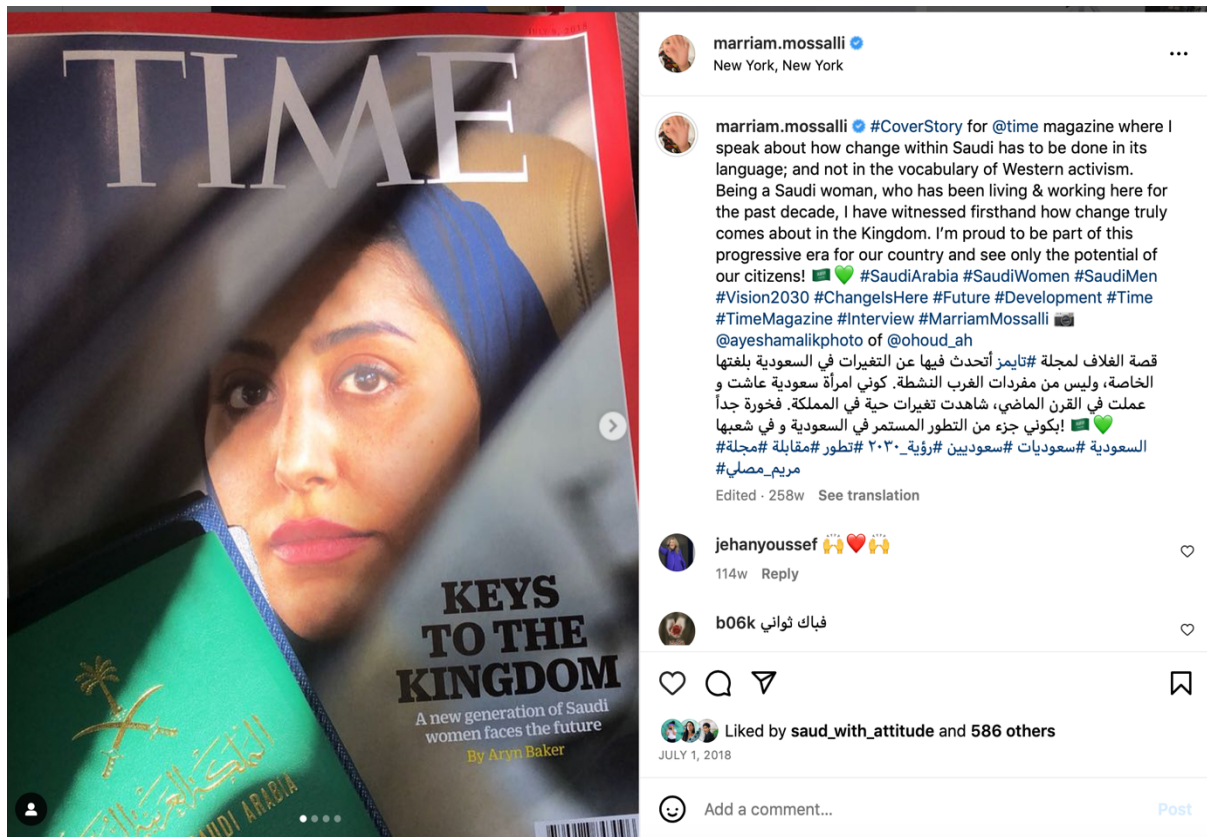 TIME
KEYS
TO THE
KINGDOM
A new generation of Saudi
women faces the future
By Aryn Baker
المملكة العربية
SAUDI ARABIA
marriam.mossalli
New York, New York
marriam.mossalli #CoverStory for @time magazine where I
speak about how change within Saudi has to be done in its
language; and not in the vocabulary of Western activism.
Being a Saudi woman, who has been living & working here for
the past decade, I have witnessed firsthand how change truly
comes about in the Kingdom. I'm proud to be part of this
progressive era for our country and see only the potential of
our citizens! 🇸🇦💚 #SaudiArabia #SaudiWomen #SaudiMen
#Vision2030 #ChangeIsHere #Future #Development #Time
#TimeMagazine #Interview #MarriamMossalli 📷
@ayeshamalikphoto of @ohoud_ah
قصة الغلاف لمجلة #تايمز أتحدث فيها عن التغيرات في السعودية بلغتها
الخاصة، وليس من مفردات الغرب النشطة. كوني امرأة سعودية عاشت و
عملت في القرن الماضي، شاهدت تغيرات حية في المملكة. فخورة جداً
بكوني جزء من التطور المستمر في السعودية و في شعبها! 🇸🇦💚
#السعودية #سعوديات #سعوديين #رؤية_٢٠٣٠ #تطور #مقابلة #مجلة
#مريم_مصلي
Edited · 258w See translation
jehanyoussef 🙌❤️🙌
114w Reply
b06k فباك ثواني
Liked by saud_with_attitude and 586 others
JULY 1, 2018
Add a comment...
Post